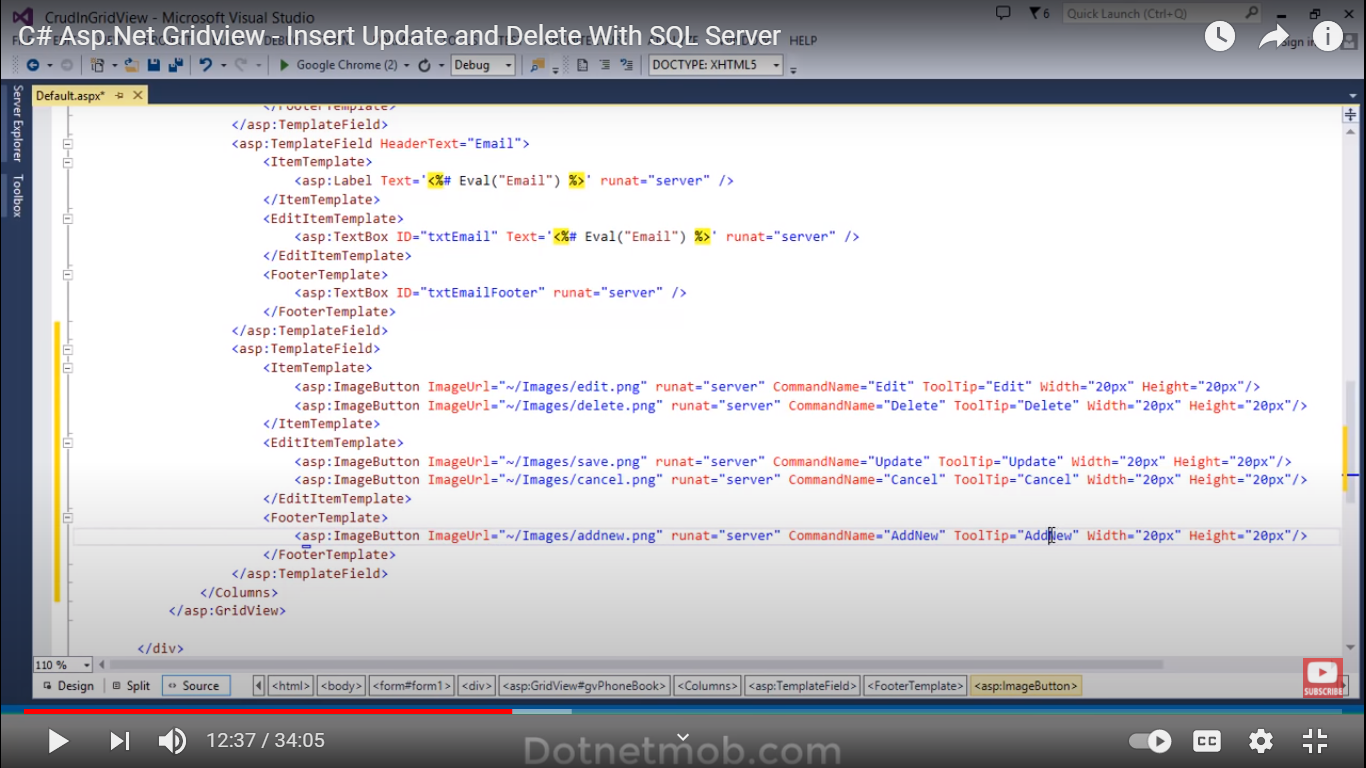 CrudInGridView - Microsoft Visual Studio
6
Quick Launch (Ctrl+Q)
C# Asp.Net Gridview - Insert Update and Delete With SQL Server
HELP
Sign in
Google Chrome (2)
Debug
DOCTYPE: XHTML5
Default.aspx*
Server Explorer
Toolbox
</FooterTemplate>
</asp:TemplateField>
<asp:TemplateField HeaderText="Email">
<ItemTemplate>
<asp:Label Text='<%# Eval("Email") %>' runat="server" />
</ItemTemplate>
<EditItemTemplate>
<asp:TextBox ID="txtEmail" Text='<%# Eval("Email") %>' runat="server" />
</EditItemTemplate>
<FooterTemplate>
<asp:TextBox ID="txtEmailFooter" runat="server" />
</FooterTemplate>
</asp:TemplateField>
<asp:TemplateField>
<ItemTemplate>
<asp:ImageButton ImageUrl="~/Images/edit.png" runat="server" CommandName="Edit" ToolTip="Edit" Width="20px" Height="20px"/>
<asp:ImageButton ImageUrl="~/Images/delete.png" runat="server" CommandName="Delete" ToolTip="Delete" Width="20px" Height="20px"/>
</ItemTemplate>
<EditItemTemplate>
<asp:ImageButton ImageUrl="~/Images/save.png" runat="server" CommandName="Update" ToolTip="Update" Width="20px" Height="20px"/>
<asp:ImageButton ImageUrl="~/Images/cancel.png" runat="server" CommandName="Cancel" ToolTip="Cancel" Width="20px" Height="20px"/>
</EditItemTemplate>
<FooterTemplate>
<asp:ImageButton ImageUrl="~/Images/addnew.png" runat="server" CommandName="AddNew" ToolTip="AddNew" Width="20px" Height="20px"/>
</FooterTemplate>
</asp:TemplateField>
</Columns>
</asp:GridView>
</div>
110 %
Design Split Source <html> <body> <form#form1> <div> <asp:GridView#gvPhoneBook> <Columns> <asp:TemplateField> <FooterTemplate> <asp:ImageButton>
SUBSCRIBE
12:37 / 34:05
CC
Dotnetmob.com